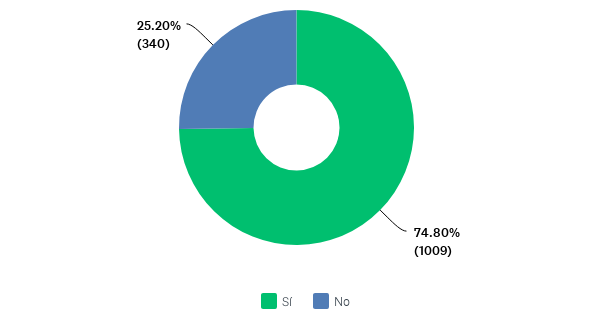 25.20%
(340)
74.80%
(1009)
Sí
No